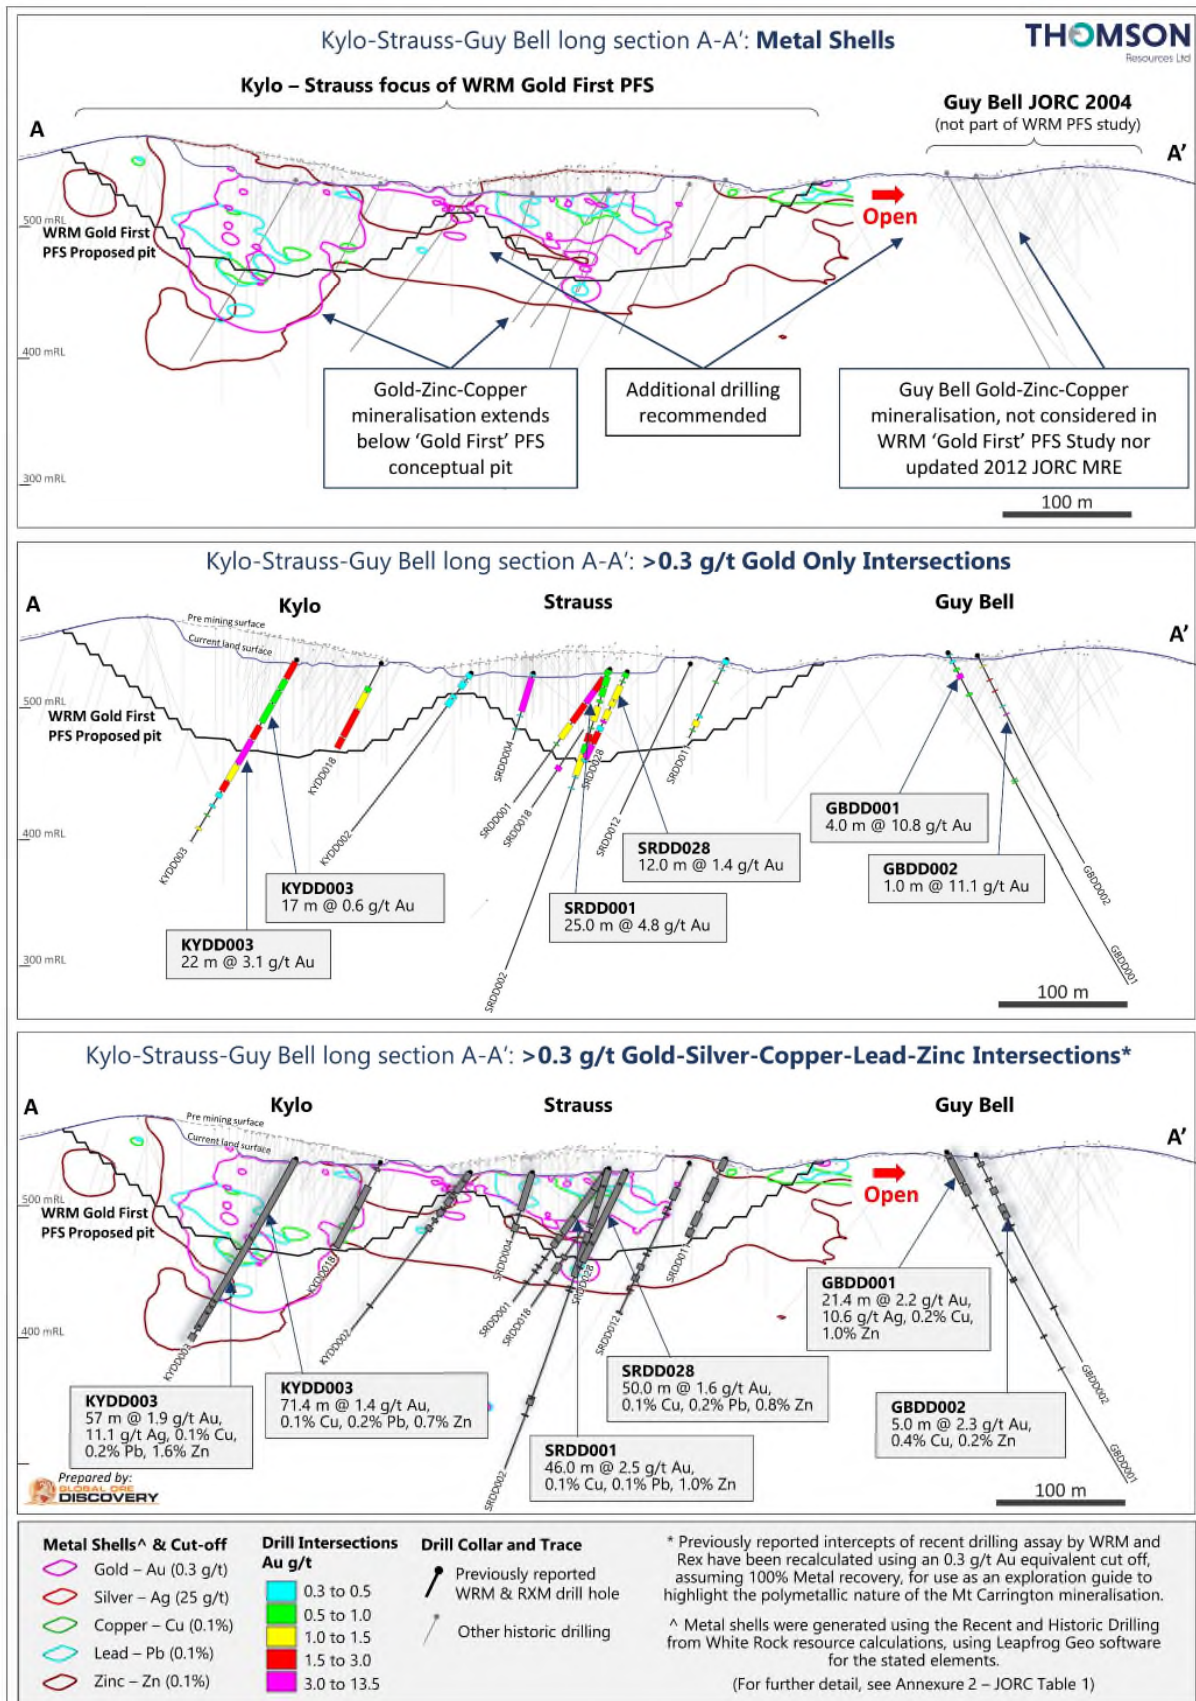 Kylo-Strauss-Guy Bell long section A-A': Metal Shells
THOMSON
Resources Ltd
Kylo – Strauss focus of WRM Gold First PFS
Guy Bell JORC 2004
(not part of WRM PFS study)
A
A'
500 mRL
WRM Gold First
PFS Proposed pit
Open
400 mRL
Gold-Zinc-Copper
mineralisation extends
below 'Gold First' PFS
conceptual pit
Additional drilling
recommended
Guy Bell Gold-Zinc-Copper
mineralisation, not considered in
WRM 'Gold First' PFS Study nor
updated 2012 JORC MRE
300 mRL
100 m
Kylo-Strauss-Guy Bell long section A-A': >0.3 g/t Gold Only Intersections
A
Kylo
Strauss
Guy Bell
A'
Pre mining surface
Current land surface
500 mRL
WRM Gold First
PFS Proposed pit
SRDD004
KYDD018
SRDD028
SRDD011
SRDD001
SRDD018
SRDD012
KYDD002
KYDD003
400 mRL
GBDD001
4.0 m @ 10.8 g/t Au
SRDD028
12.0 m @ 1.4 g/t Au
GBDD002
1.0 m @ 11.1 g/t Au
GBDD002
KYDD003
17 m @ 0.6 g/t Au
SRDD001
25.0 m @ 4.8 g/t Au
KYDD003
22 m @ 3.1 g/t Au
300 mRL
SRDD002
GBDD001
100 m
Kylo-Strauss-Guy Bell long section A-A': >0.3 g/t Gold-Silver-Copper-Lead-Zinc Intersections*
A
Kylo
Strauss
Guy Bell
A'
Pre mining surface
Current land surface
500 mRL
WRM Gold First
PFS Proposed pit
Open
SRDD004
KYDD018
SRDD028
SRDD011
SRDD001
SRDD018
SRDD012
KYDD002
KYDD003
400 mRL
GBDD001
21.4 m @ 2.2 g/t Au,
10.6 g/t Ag, 0.2% Cu,
1.0% Zn
SRDD028
50.0 m @ 1.6 g/t Au,
0.1% Cu, 0.2% Pb, 0.8% Zn
KYDD003
71.4 m @ 1.4 g/t Au,
0.1% Cu, 0.2% Pb, 0.7% Zn
KYDD003
57 m @ 1.9 g/t Au,
11.1 g/t Ag, 0.1% Cu,
0.2% Pb, 1.6% Zn
GBDD002
5.0 m @ 2.3 g/t Au,
0.4% Cu, 0.2% Zn
GBDD002
SRDD001
46.0 m @ 2.5 g/t Au,
0.1% Cu, 0.1% Pb, 1.0% Zn
SRDD002
GBDD001
100 m
Prepared by:
GLOBAL ORE
DISCOVERY
Metal Shells^ & Cut-off
Gold – Au (0.3 g/t)
Silver – Ag (25 g/t)
Copper – Cu (0.1%)
Lead – Pb (0.1%)
Zinc – Zn (0.1%)
Drill Intersections
Au g/t
0.3 to 0.5
0.5 to 1.0
1.0 to 1.5
1.5 to 3.0
3.0 to 13.5
Drill Collar and Trace
Previously reported
WRM & RXM drill hole
Other historic drilling
* Previously reported intercepts of recent drilling assay by WRM and
Rex have been recalculated using an 0.3 g/t Au equivalent cut off,
assuming 100% Metal recovery, for use as an exploration guide to
highlight the polymetallic nature of the Mt Carrington mineralisation.
^ Metal shells were generated using the Recent and Historic Drilling
from White Rock resource calculations, using Leapfrog Geo software
for the stated elements.
(For further detail, see Annexure 2 – JORC Table 1)